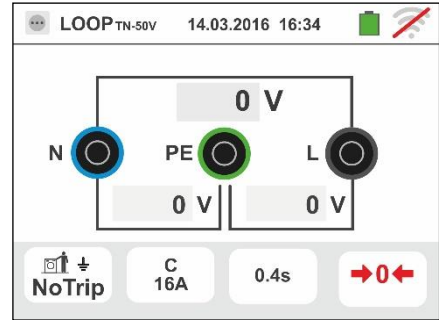 LOOP TN-50V 14.03.2016 16:34
0 V
N PE L
0 V 0 V
NoTrip C 16A 0.4s →0←